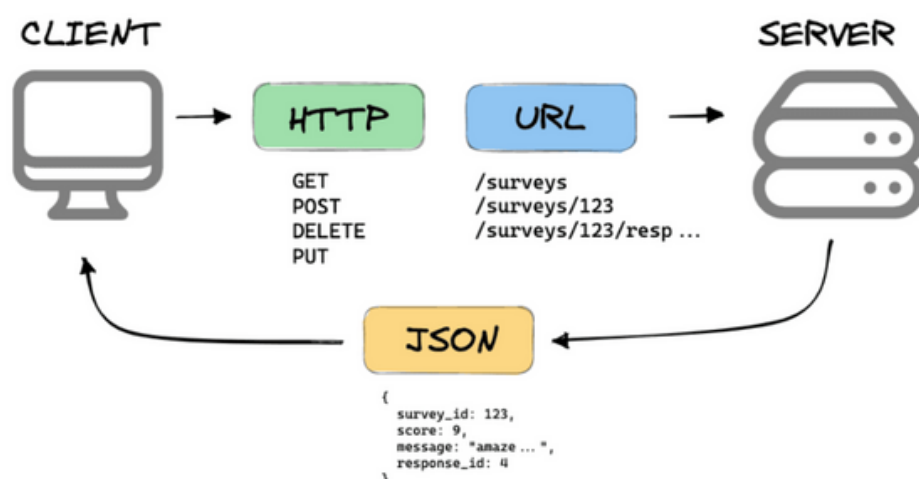 CLIENT
SERVER
HTTP
URL
GET
POST
DELETE
PUT
/surveys
/surveys/123
/surveys/123/resp ...
JSON
{
survey_id: 123,
score: 9,
message: "amaze ... ",
response_id: 4
}